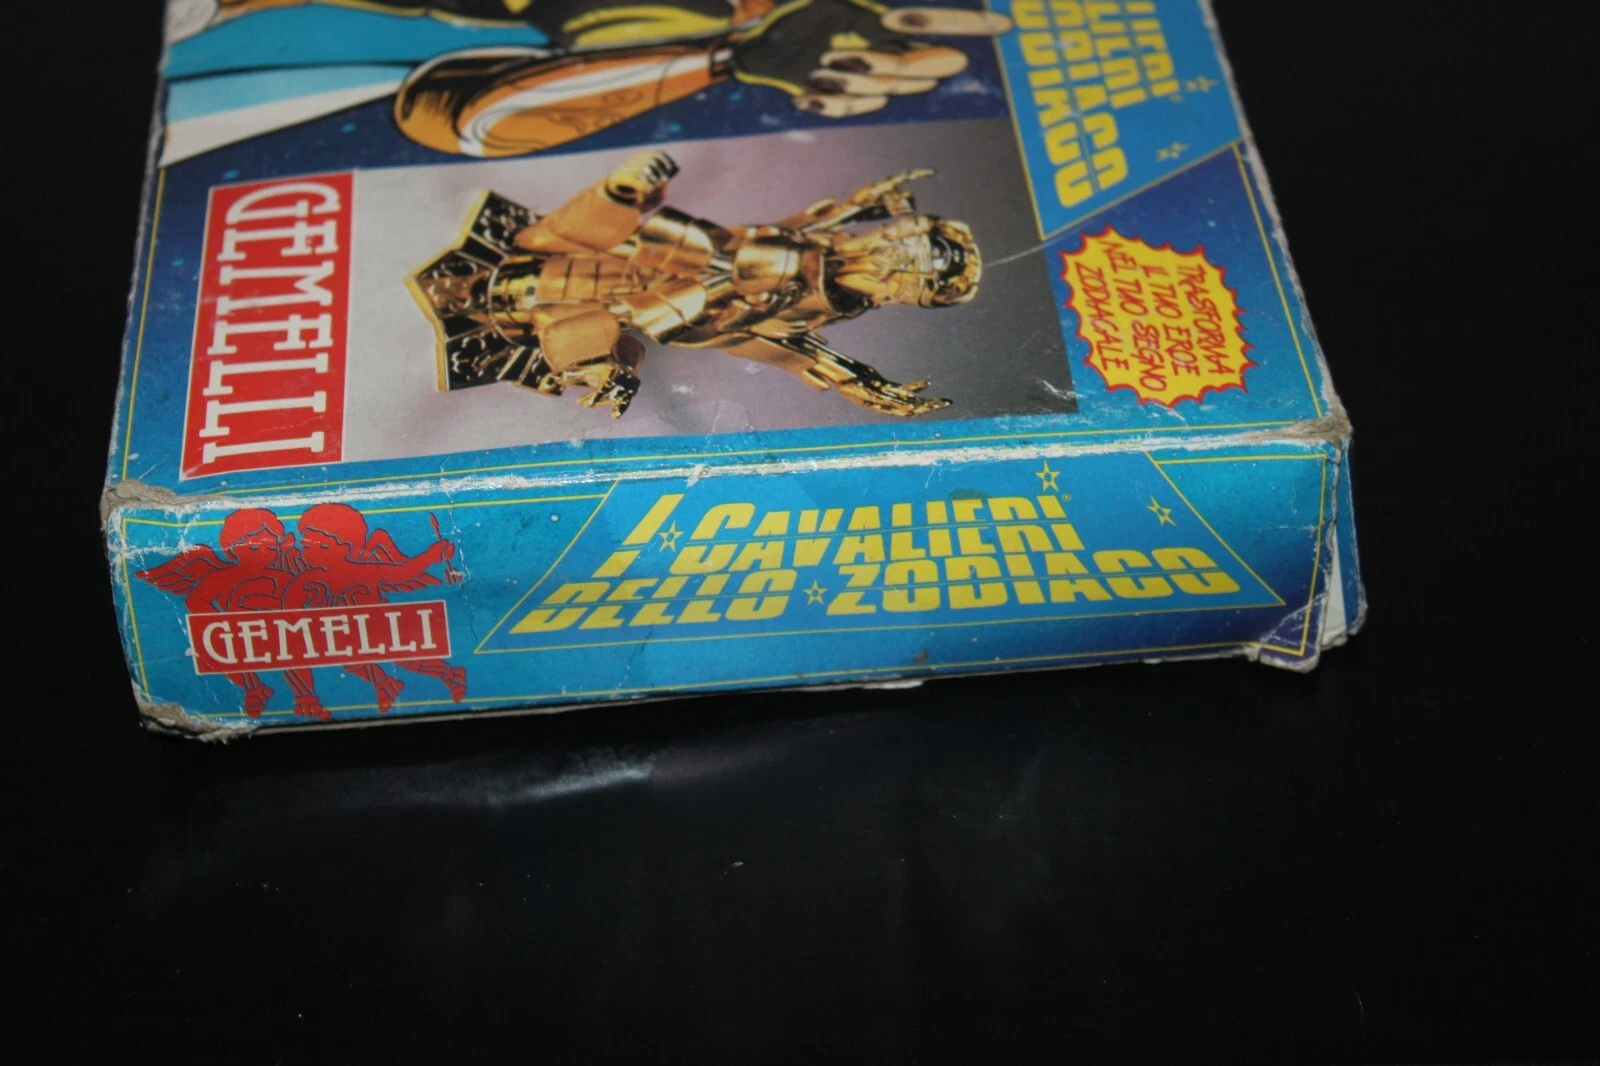 GEMELLI
TRASFORMA
IL TUO EROE
NEL TUO SEGNO
ZODIACALE
I CAVALIERI
DELLO ZODIACO
GEMELLI